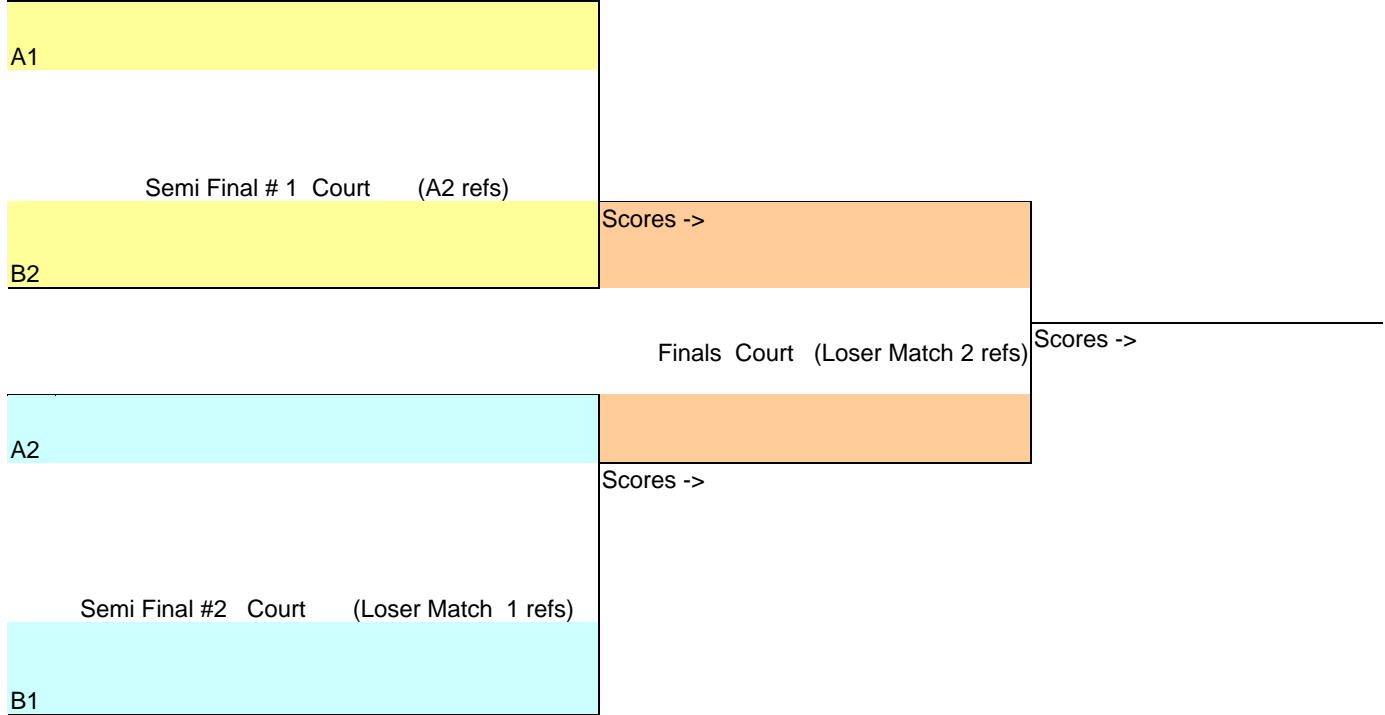 A1
Semi Final # 1 Court (A2 refs)
Scores ->
B2
Finals Court (Loser Match 2 refs)
Scores ->
A2
Scores ->
Semi Final #2 Court (Loser Match 1 refs)
B1